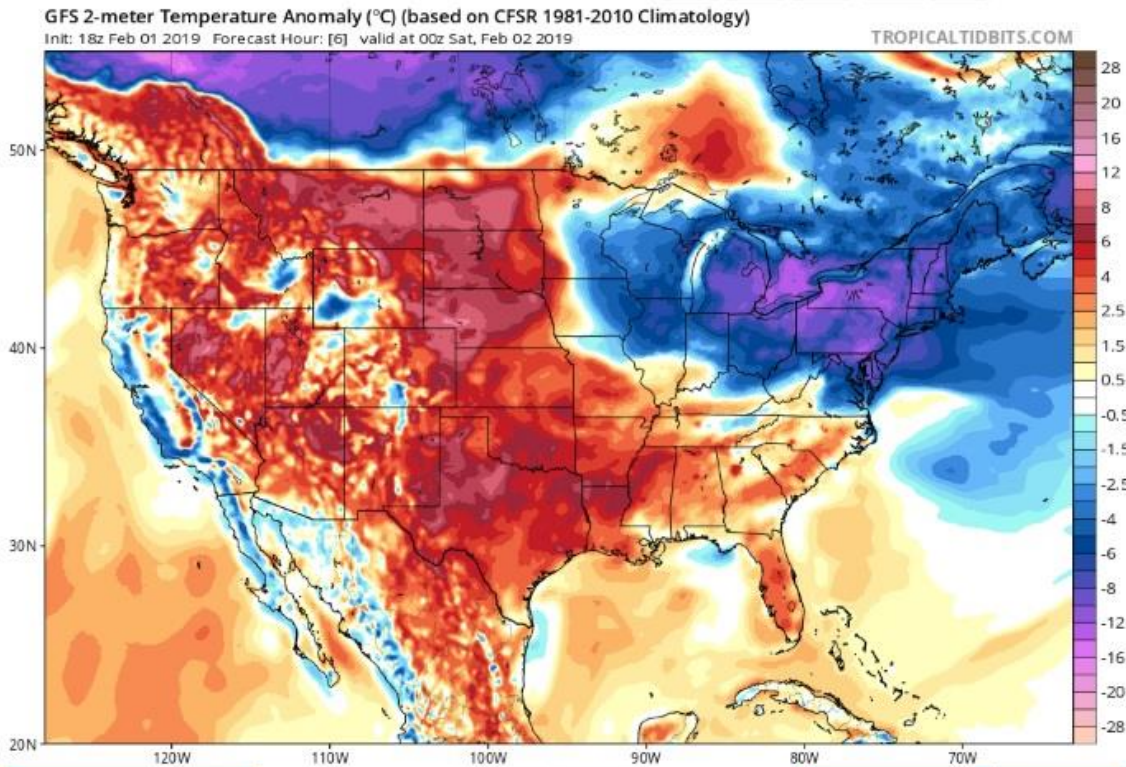 GFS 2-meter Temperature Anomaly (°C) (based on CFSR 1981-2010 Climatology)
Init: 18z Feb 01 2019 Forecast Hour: [6] valid at 00z Sat, Feb 02 2019
TROPICALTIDBITS.COM
28
20
16
12
8
6
4
2.5
1.5
0.5
-0.5
-1.5
-2.5
-4
-6
-8
-12
-16
-20
-28
50N
40N
30N
20N
120W
110W
100W
90W
80W
70W